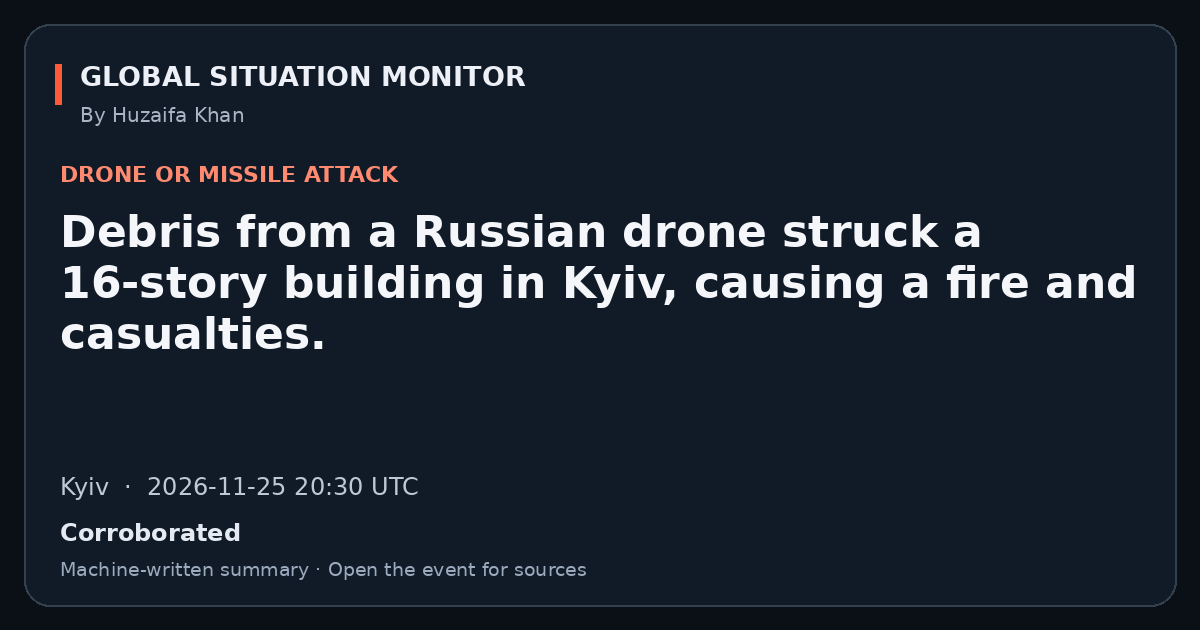 GLOBAL SITUATION MONITOR
By Huzaifa Khan
DRONE OR MISSILE ATTACK
Debris from a Russian drone struck a
16-story building in Kyiv, causing a fire and
casualties.
Kyiv · 2026-11-25 20:30 UTC
Corroborated
Machine-written summary · Open the event for sources